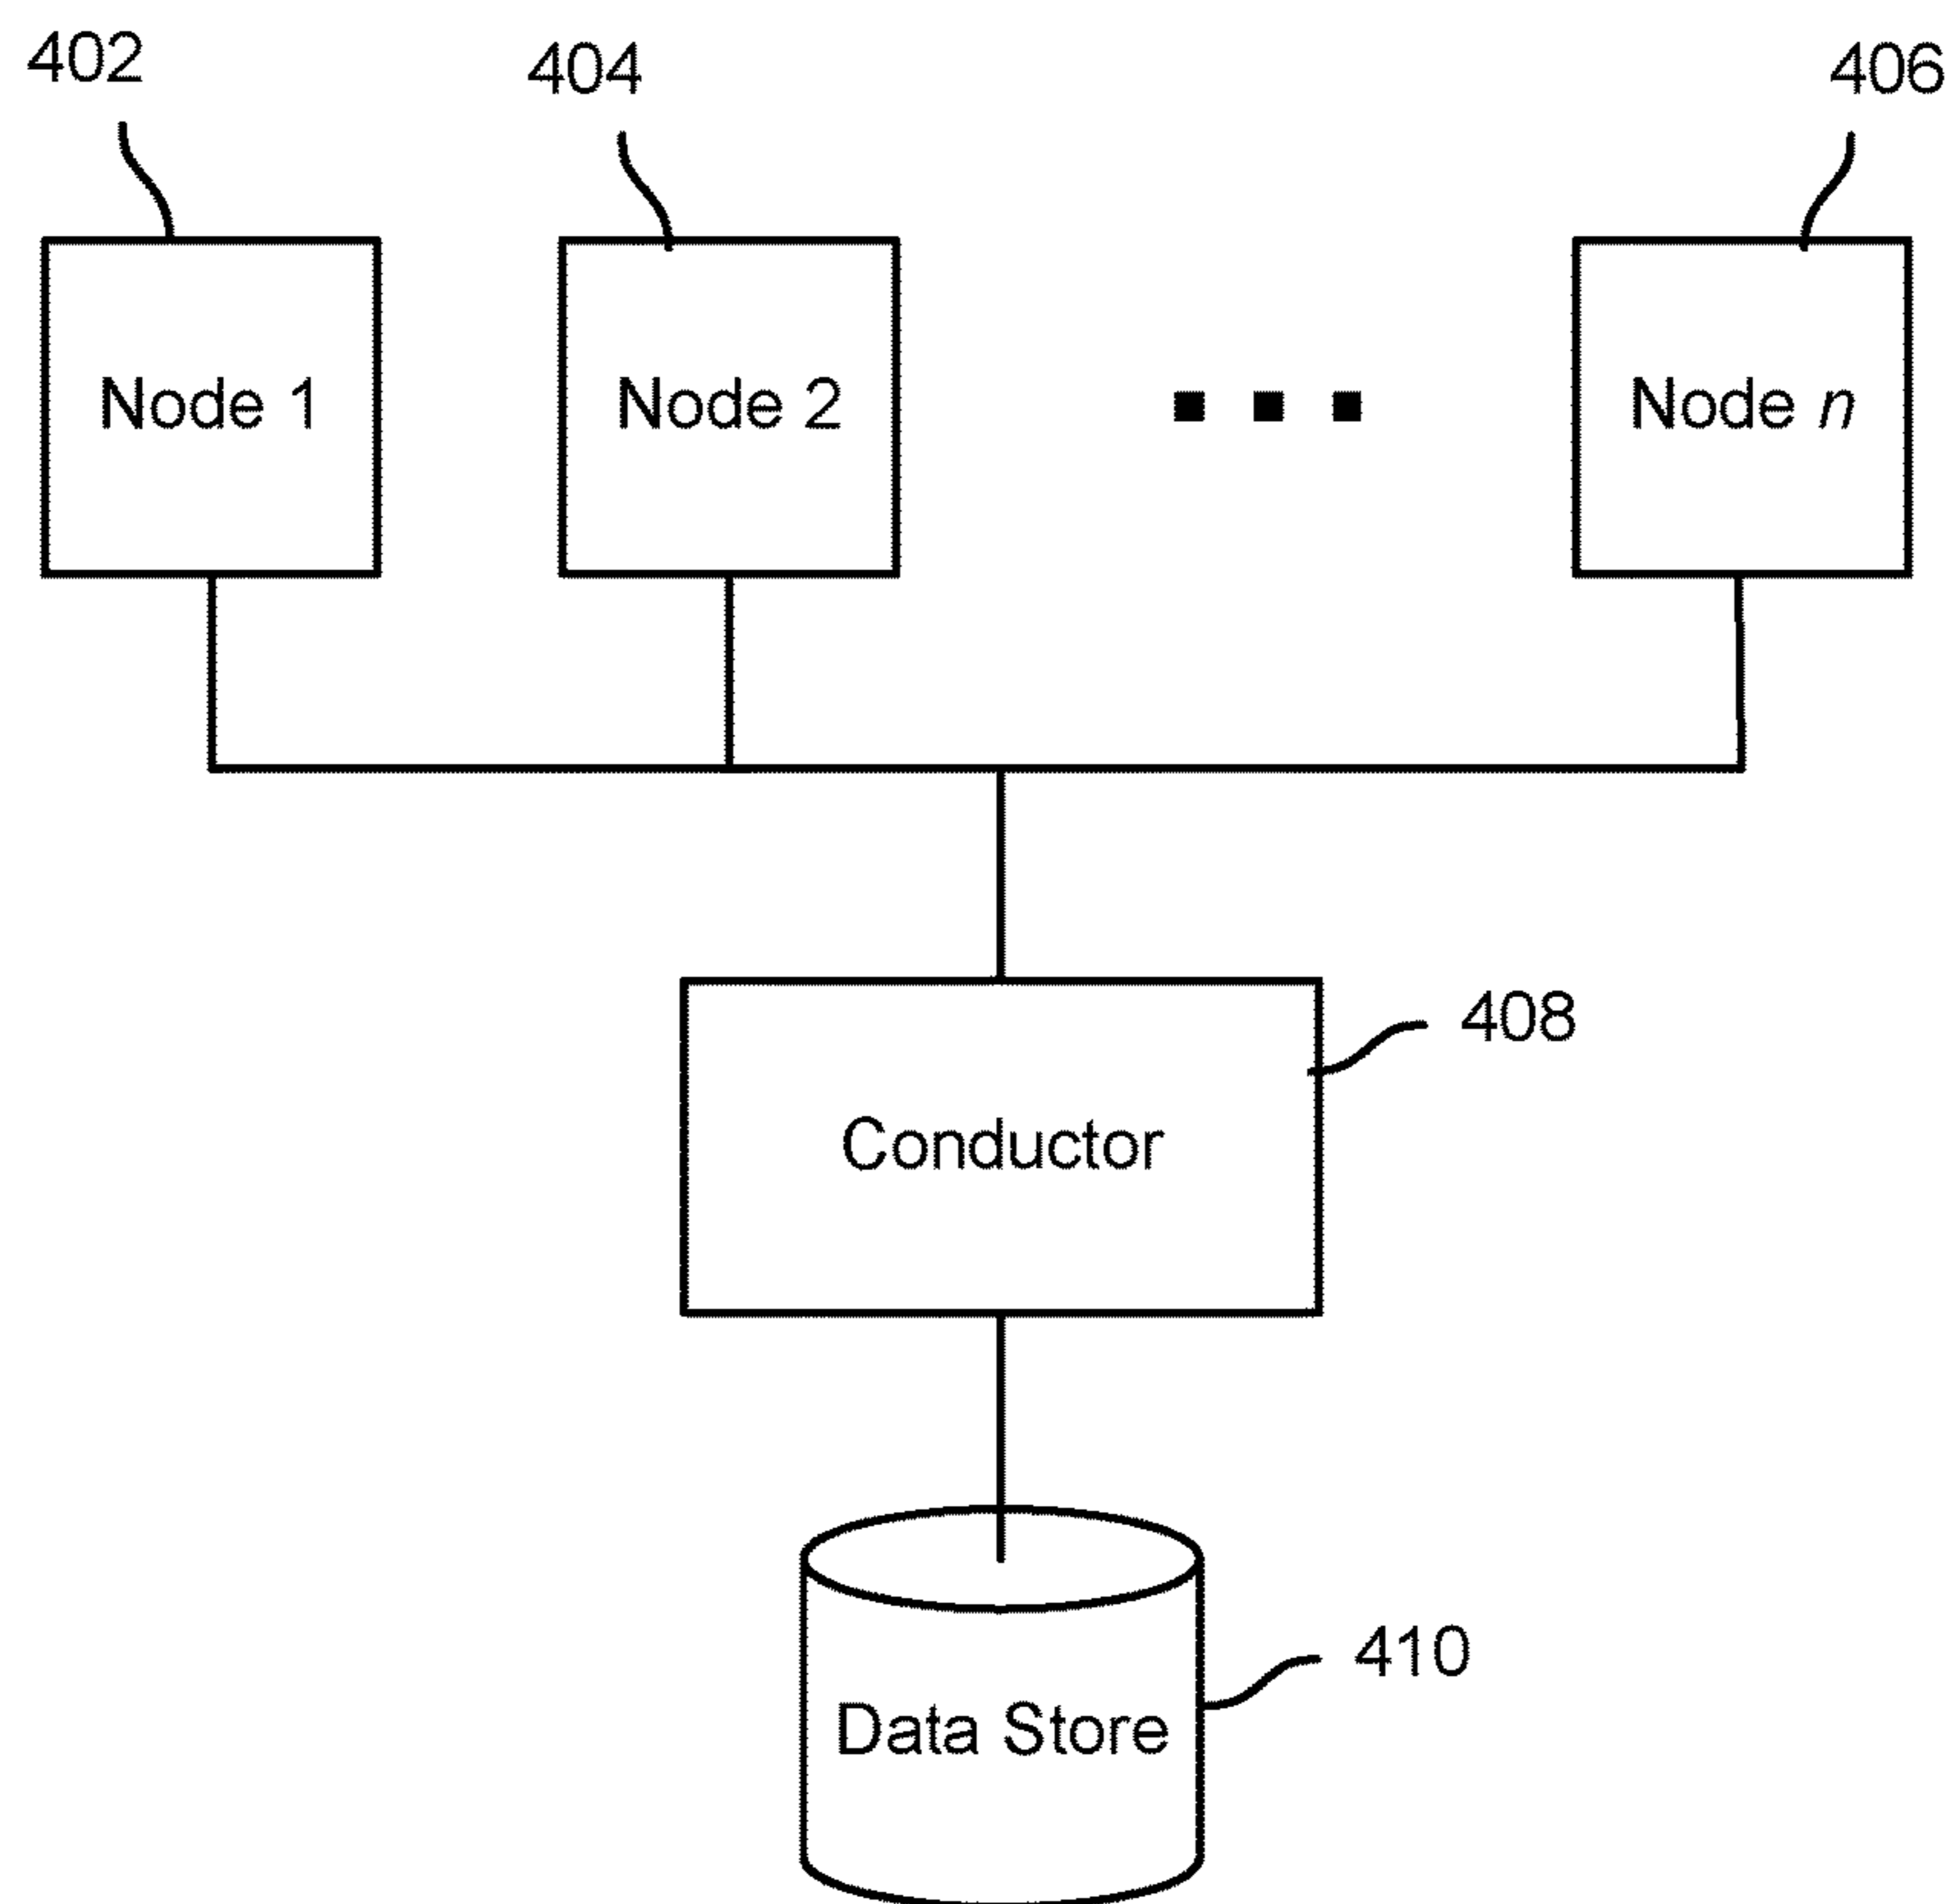 402
404
406
Node 1
Node 2
Node n
408
Conductor
410
Data Store